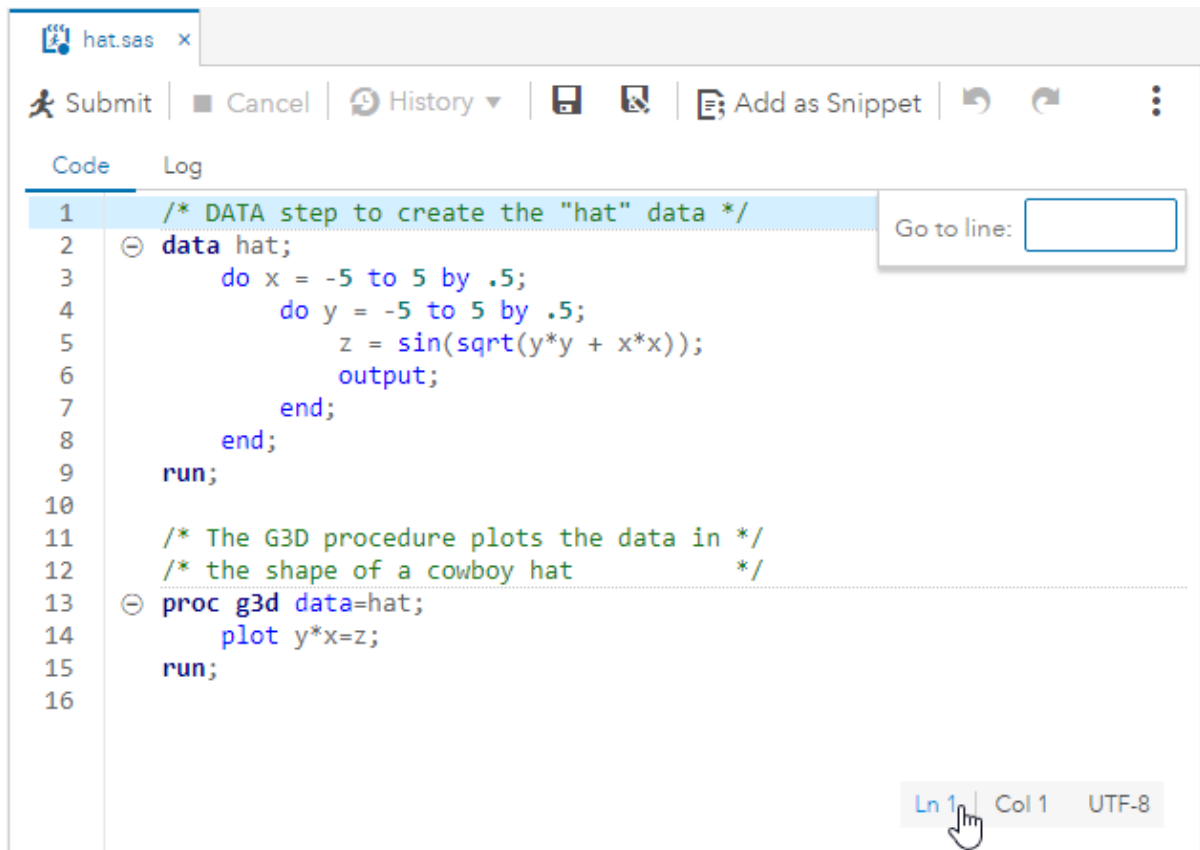 hat.sas ×
Submit Cancel History Add as Snippet
Code Log
Go to line:
1 /* DATA step to create the "hat" data */
2 data hat;
3 do x = -5 to 5 by .5;
4 do y = -5 to 5 by .5;
5 z = sin(sqrt(y*y + x*x));
6 output;
7 end;
8 end;
9 run;
10
11 /* The G3D procedure plots the data in */
12 /* the shape of a cowboy hat */
13 proc g3d data=hat;
14 plot y*x=z;
15 run;
16
Ln 1 Col 1 UTF-8